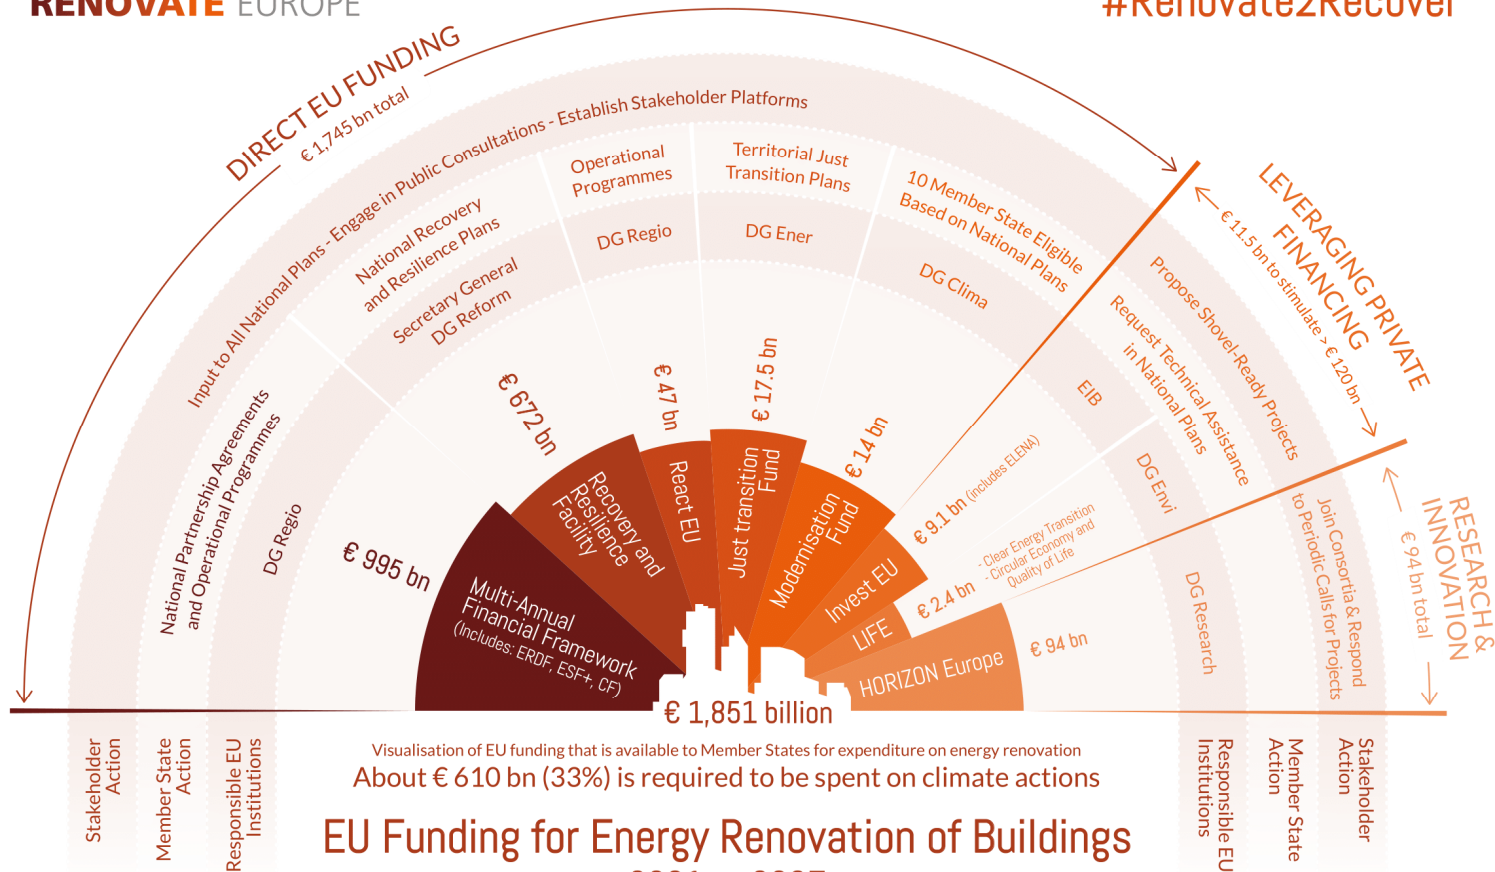 RENOVATE EUROPE
#Renovate2Recover
DIRECT EU FUNDING
€ 1,745 bn total
Input to All National Plans - Engage in Public Consultations - Establish Stakeholder Platforms
National Partnership Agreements
and Operational Programmes
DG Regio
€ 995 bn
Multi-Annual
Financial Framework
(Includes: ERDF, ESF+, CF)
National Recovery
and Resilience Plans
Secretary General
DG Reform
€ 672 bn
Recovery and
Resilience
Facility
Operational
Programmes
DG Regio
€ 47 bn
React EU
Territorial Just
Transition Plans
DG Ener
€ 17.5 bn
Just transition
Fund
10 Member State Eligible
Based on National Plans
DG Clima
€ 14 bn
Modernisation
Fund
LEVERAGING PRIVATE
FINANCING
€ 11.5 bn to stimulate > € 120 bn
Propose Shovel-Ready Projects
Request Technical Assistance
in National Plans
EIB
€ 9.1 bn (includes ELENA)
Invest EU
DG Envi
- Clear Energy Transition
- Circular Economy and
Quality of Life
€ 2.4 bn
LIFE
RESEARCH &
INNOVATION
€ 94 bn total
Join Consortia & Respond
to Periodic Calls for Projects
DG Research
€ 94 bn
HORIZON Europe
€ 1,851 billion
Stakeholder
Action
Member State
Action
Responsible EU
Institutions
Responsible EU
Institutions
Member State
Action
Stakeholder
Action
Visualisation of EU funding that is available to Member States for expenditure on energy renovation
About € 610 bn (33%) is required to be spent on climate actions
EU Funding for Energy Renovation of Buildings